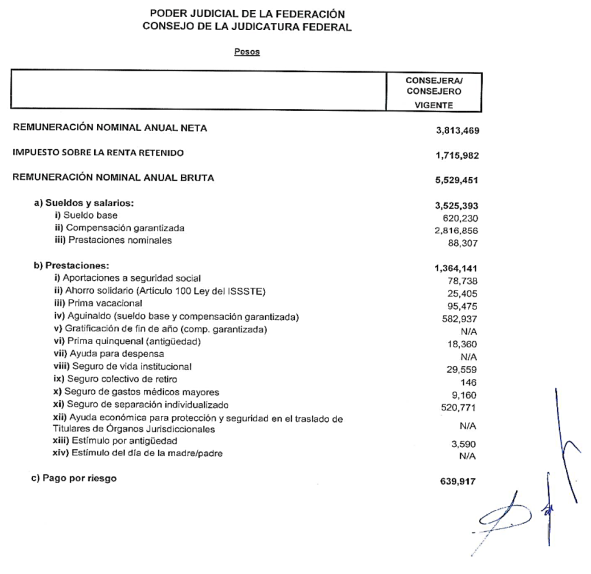 PODER JUDICIAL DE LA FEDERACIÓN
CONSEJO DE LA JUDICATURA FEDERAL
Pesos
CONSEJERA/
CONSEJERO
VIGENTE
REMUNERACIÓN NOMINAL ANUAL NETA 3,813,469
IMPUESTO SOBRE LA RENTA RETENIDO 1,715,982
REMUNERACIÓN NOMINAL ANUAL BRUTA 5,529,451
a) Sueldos y salarios: 3,525,393
i) Sueldo base 620,230
ii) Compensación garantizada 2,816,856
iii) Prestaciones nominales 88,307
b) Prestaciones: 1,364,141
i) Aportaciones a seguridad social 78,738
ii) Ahorro solidario (Artículo 100 Ley del ISSSTE) 25,405
iii) Prima vacacional 95,475
iv) Aguinaldo (sueldo base y compensación garantizada) 582,937
v) Gratificación de fin de año (comp. garantizada) N/A
vi) Prima quinquenal (antigüedad) 18,360
vii) Ayuda para despensa N/A
viii) Seguro de vida institucional 29,559
ix) Seguro colectivo de retiro 146
x) Seguro de gastos médicos mayores 9,160
xi) Seguro de separación individualizado 520,771
xii) Ayuda económica para protección y seguridad en el traslado de
Titulares de Órganos Jurisdiccionales N/A
xiii) Estímulo por antigüedad 3,590
xiv) Estímulo del día de la madre/padre N/A
c) Pago por riesgo 639,917